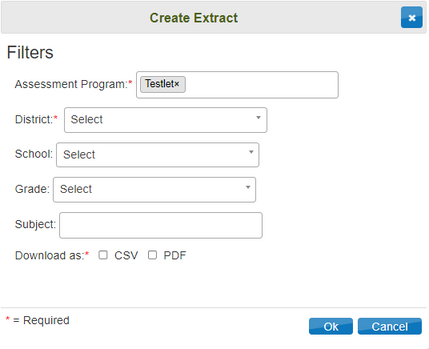 Create Extract ×
Filters
Assessment Program:* Testlet×
District:* Select
School: Select
Grade: Select
Subject:
Download as:* CSV PDF
* = Required
Ok Cancel